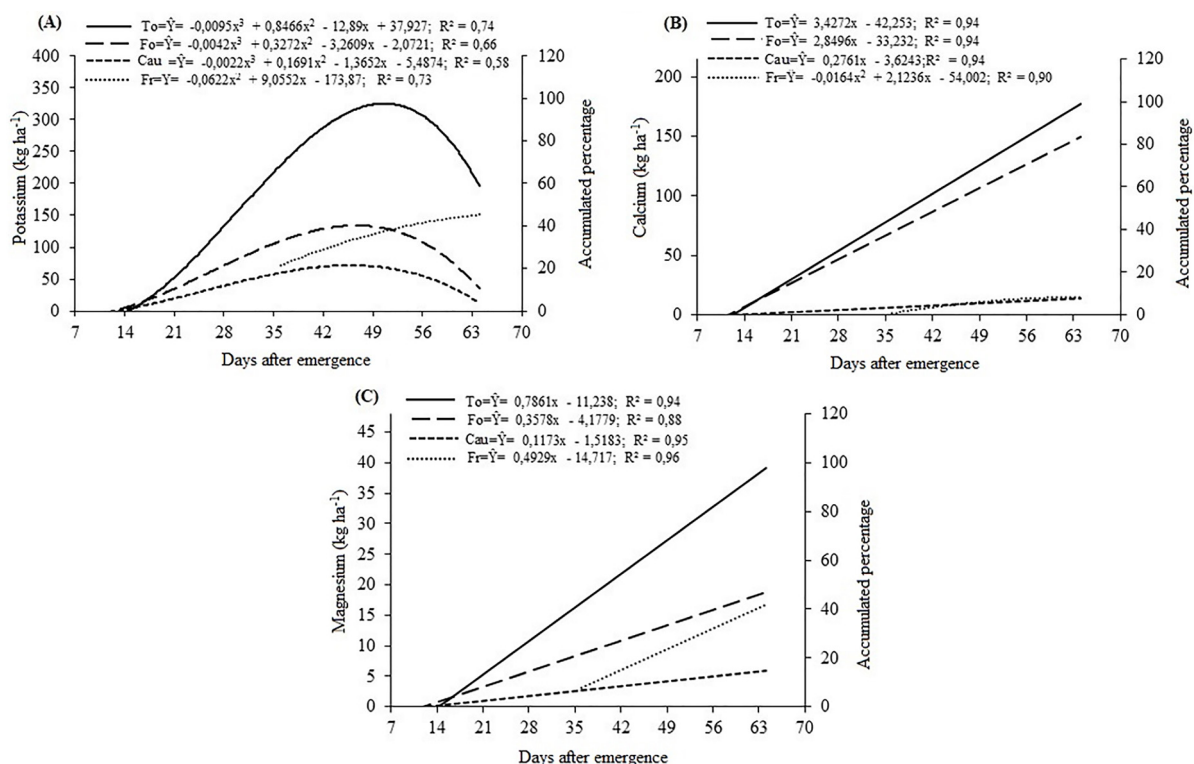 (A)
To=Ŷ= -0,0095x³ + 0,8466x² - 12,89x + 37,927; R² = 0,74
Fo=Ŷ= -0,0042x³ + 0,3272x² - 3,2609x - 2,0721; R² = 0,66
Cau =Ŷ= -0,0022x³ + 0,1691x² - 1,3652x - 5,4874; R² = 0,58
Fr=Ŷ= -0,0622x² + 9,0552x - 173,87; R² = 0,73
Potassium (kg ha⁻¹)
400
350
300
250
200
150
100
50
0
120
100
80
60
40
20
0
Accumulated percentage
7 14 21 28 35 42 49 56 63 70
Days after emergence
(B)
To=Ŷ= 3,4272x - 42,253; R² = 0,94
Fo=Ŷ= 2,8496x - 33,232; R² = 0,94
Cau=Ŷ= 0,2761x - 3,6243;R² = 0,94
Fr=Ŷ= -0,0164x² + 2,1236x - 54,002; R² = 0,90
Calcium (kg ha⁻¹)
200
150
100
50
0
120
100
80
60
40
20
0
Accumulated percentage
7 14 21 28 35 42 49 56 63 70
Days after emergence
(C)
To=Ŷ= 0,7861x - 11,238; R² = 0,94
Fo=Ŷ= 0,3578x - 4,1779; R² = 0,88
Cau=Ŷ= 0,1173x - 1,5183; R² = 0,95
Fr=Ŷ= 0,4929x - 14,717; R² = 0,96
Magnesium (kg ha⁻¹)
45
40
35
30
25
20
15
10
5
0
120
100
80
60
40
20
0
Accumulated percentage
7 14 21 28 35 42 49 56 63 70
Days after emergence